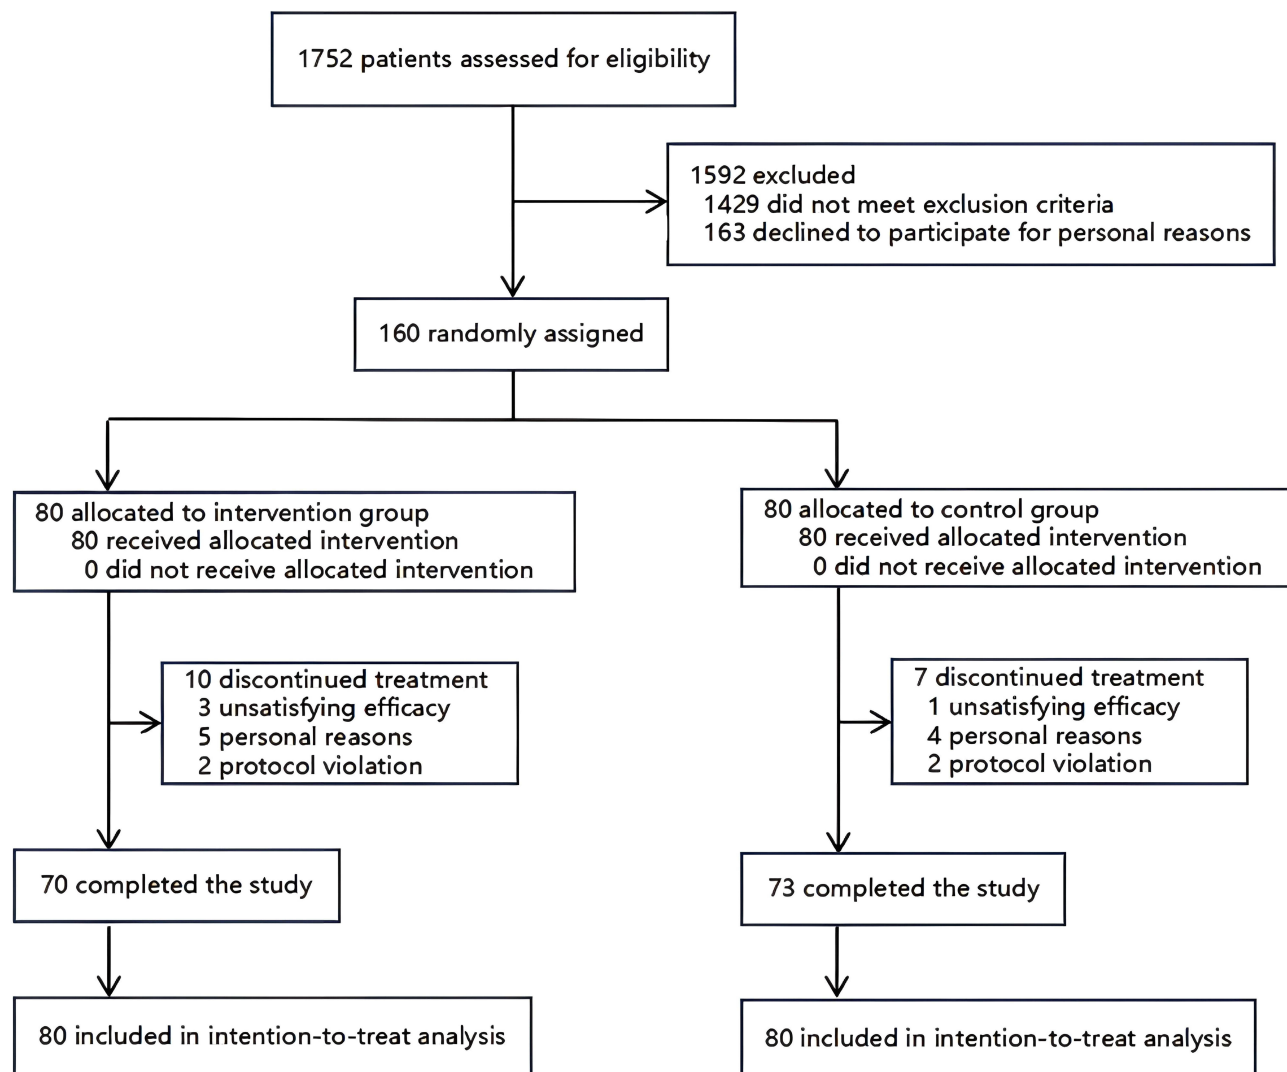 1752 patients assessed for eligibility
1592 excluded
1429 did not meet exclusion criteria
163 declined to participate for personal reasons
160 randomly assigned
80 allocated to intervention group
80 received allocated intervention
0 did not receive allocated intervention
80 allocated to control group
80 received allocated intervention
0 did not receive allocated intervention
10 discontinued treatment
3 unsatisfying efficacy
5 personal reasons
2 protocol violation
7 discontinued treatment
1 unsatisfying efficacy
4 personal reasons
2 protocol violation
70 completed the study
73 completed the study
80 included in intention-to-treat analysis
80 included in intention-to-treat analysis